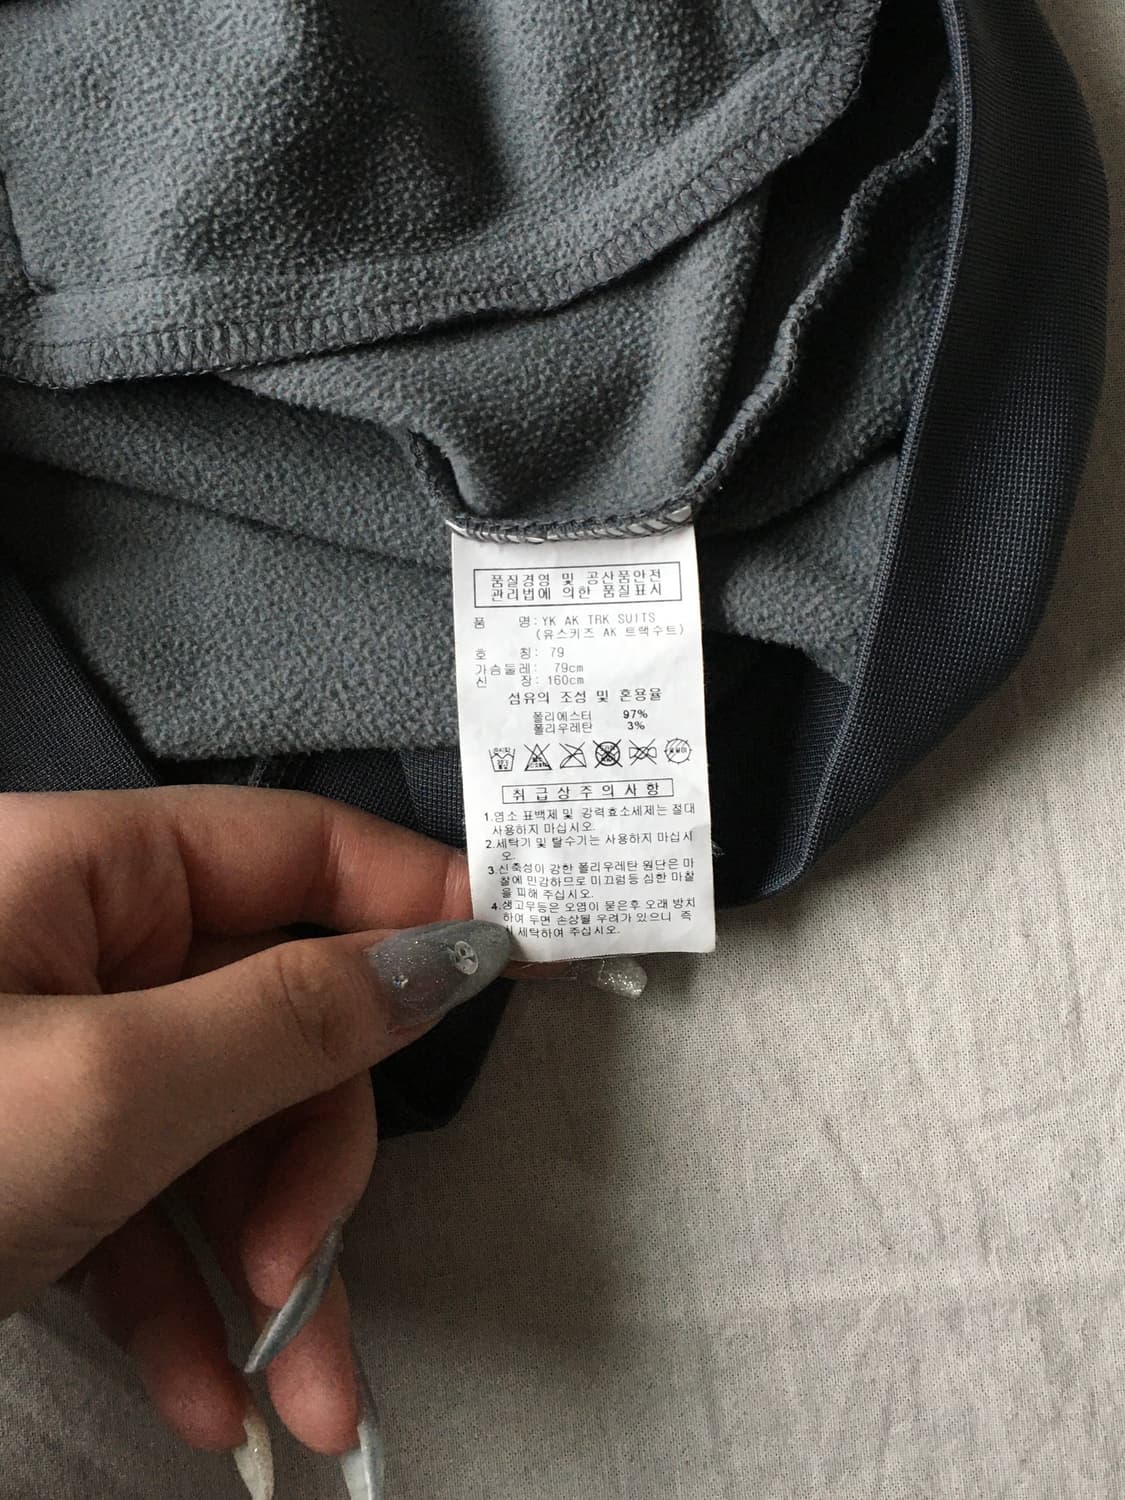 품질경영 및 공산품안전
관리법에 의한 품질표시
품 명: YK AK TRK SUITS
(유스키즈 AK 트랙수트)
호 칭: 79
가슴둘레: 79cm
신 장: 160cm
섬유의 조성 및 혼용율
폴리에스터 97%
폴리우레탄 3%
취급상주의사항
1.염소 표백제 및 강력효소세제는 절대
사용하지 마십시오.
2.세탁기 및 탈수기는 사용하지 마십시
오.
3.신축성이 강한 폴리우레탄 원단은 마
찰에 민감하므로 미끄럼등 심한 마찰
을 피해 주십시오.
4.생고무등은 오염이 묻은후 오래 방치
하여 두면 손상될 우려가 있으니 즉
시 세탁하여 주십시오.